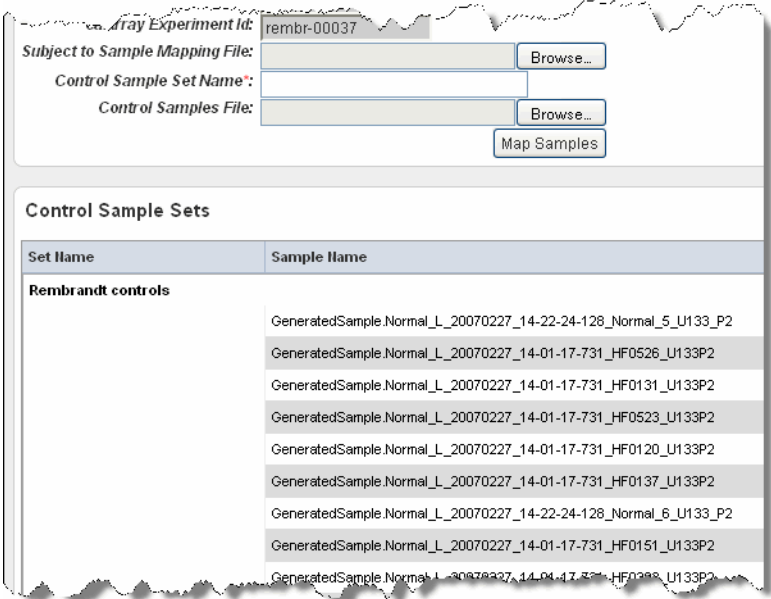 Experiment Id: rembr-00037
Subject to Sample Mapping File: Browse...
Control Sample Set Name*:
Control Samples File: Browse...
Map Samples
Control Sample Sets
Set Name Sample Name
Rembrandt controls
GeneratedSample.Normal_L_20070227_14-22-24-128_Normal_5_U133_P2
GeneratedSample.Normal_L_20070227_14-01-17-731_HF0526_U133P2
GeneratedSample.Normal_L_20070227_14-01-17-731_HF0131_U133P2
GeneratedSample.Normal_L_20070227_14-01-17-731_HF0523_U133P2
GeneratedSample.Normal_L_20070227_14-01-17-731_HF0120_U133P2
GeneratedSample.Normal_L_20070227_14-01-17-731_HF0137_U133P2
GeneratedSample.Normal_L_20070227_14-22-24-128_Normal_6_U133_P2
GeneratedSample.Normal_L_20070227_14-01-17-731_HF0151_U133P2